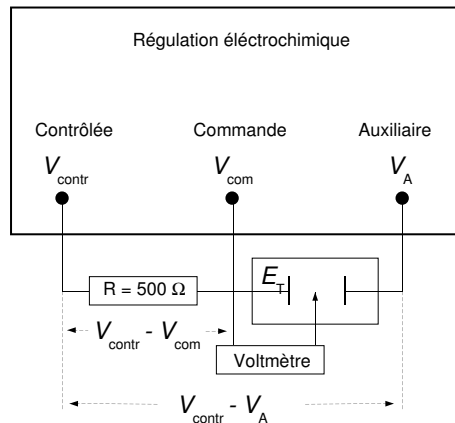 Régulation éléctrochimique
Contrôlée Commande Auxiliaire
V_contr V_com V_A
E_T
R = 500 Ω
V_contr - V_com
Voltmètre
V_contr - V_A